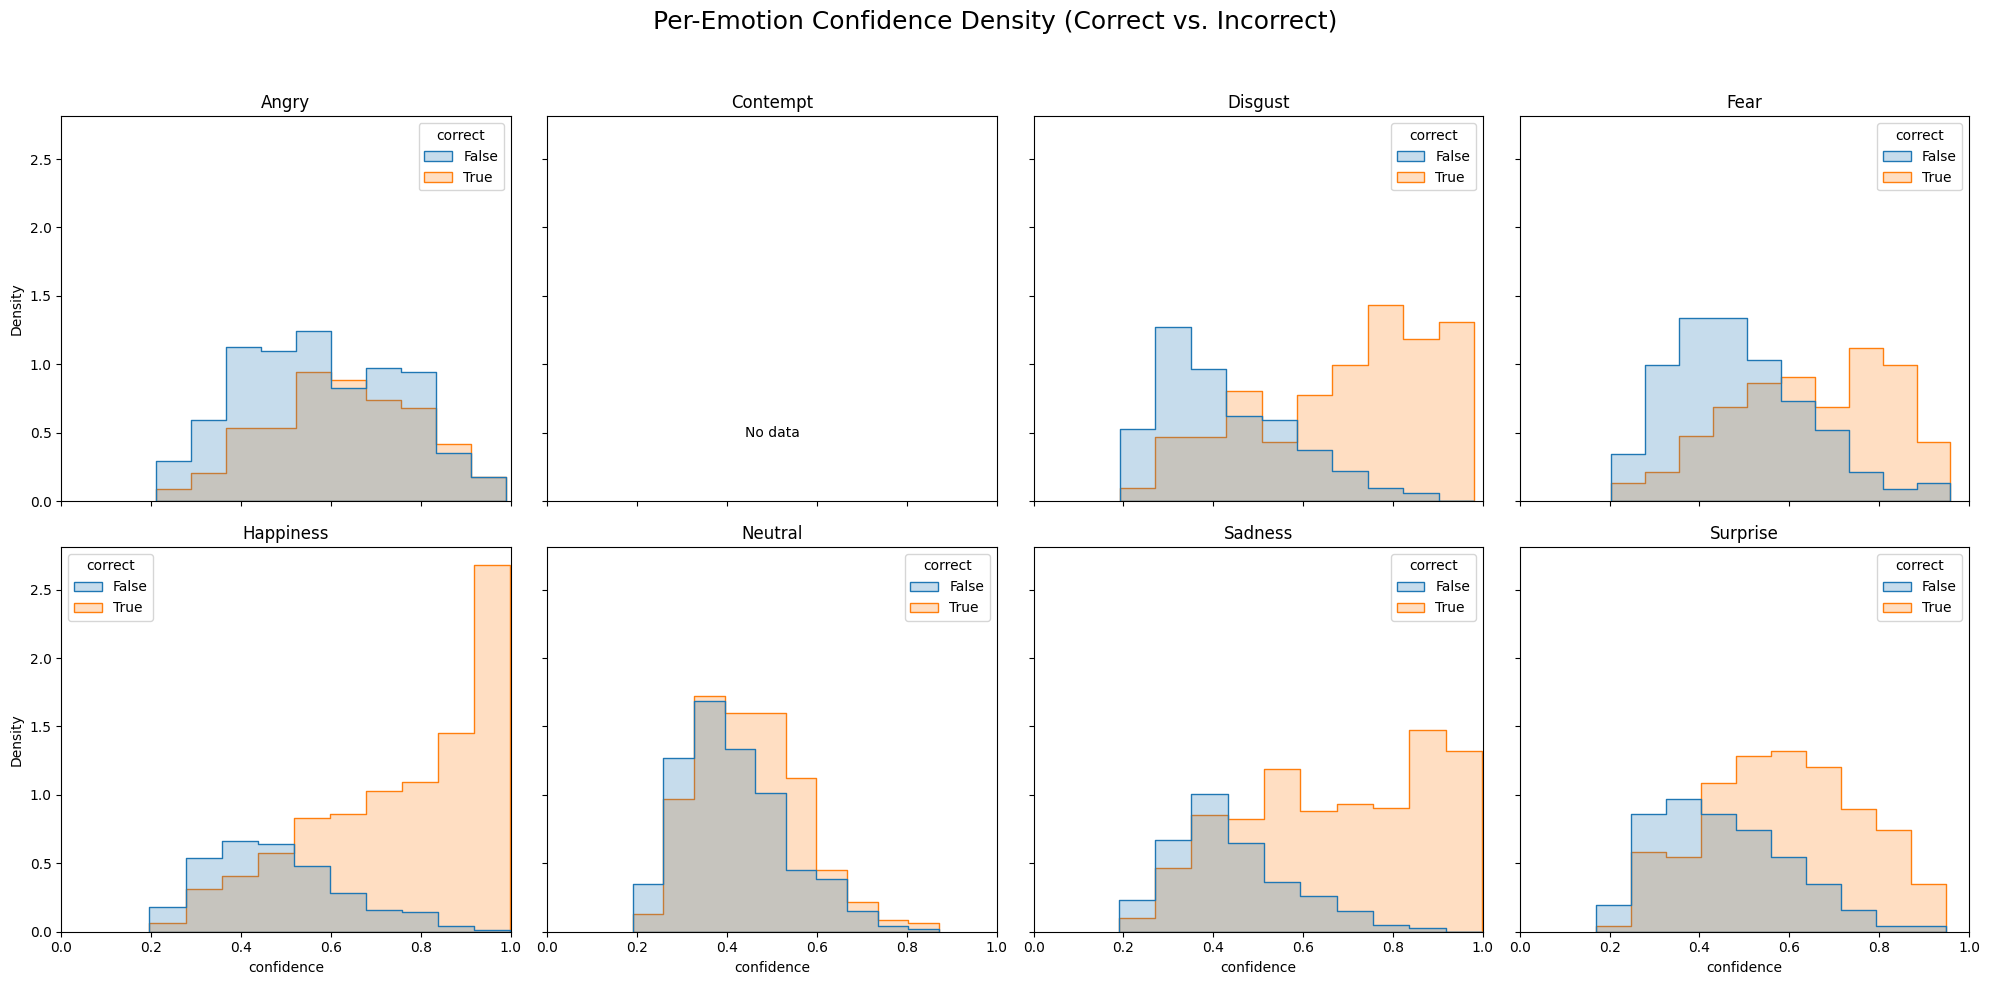 Per-Emotion Confidence Density (Correct vs. Incorrect)
Angry
correct
False
True
Density
2.5
2.0
1.5
1.0
0.5
0.0
Contempt
No data
Disgust
correct
False
True
Fear
correct
False
True
Happiness
correct
False
True
Density
2.5
2.0
1.5
1.0
0.5
0.0
0.0 0.2 0.4 0.6 0.8 1.0
confidence
Neutral
correct
False
True
0.0 0.2 0.4 0.6 0.8 1.0
confidence
Sadness
correct
False
True
0.0 0.2 0.4 0.6 0.8 1.0
confidence
Surprise
correct
False
True
0.0 0.2 0.4 0.6 0.8 1.0
confidence